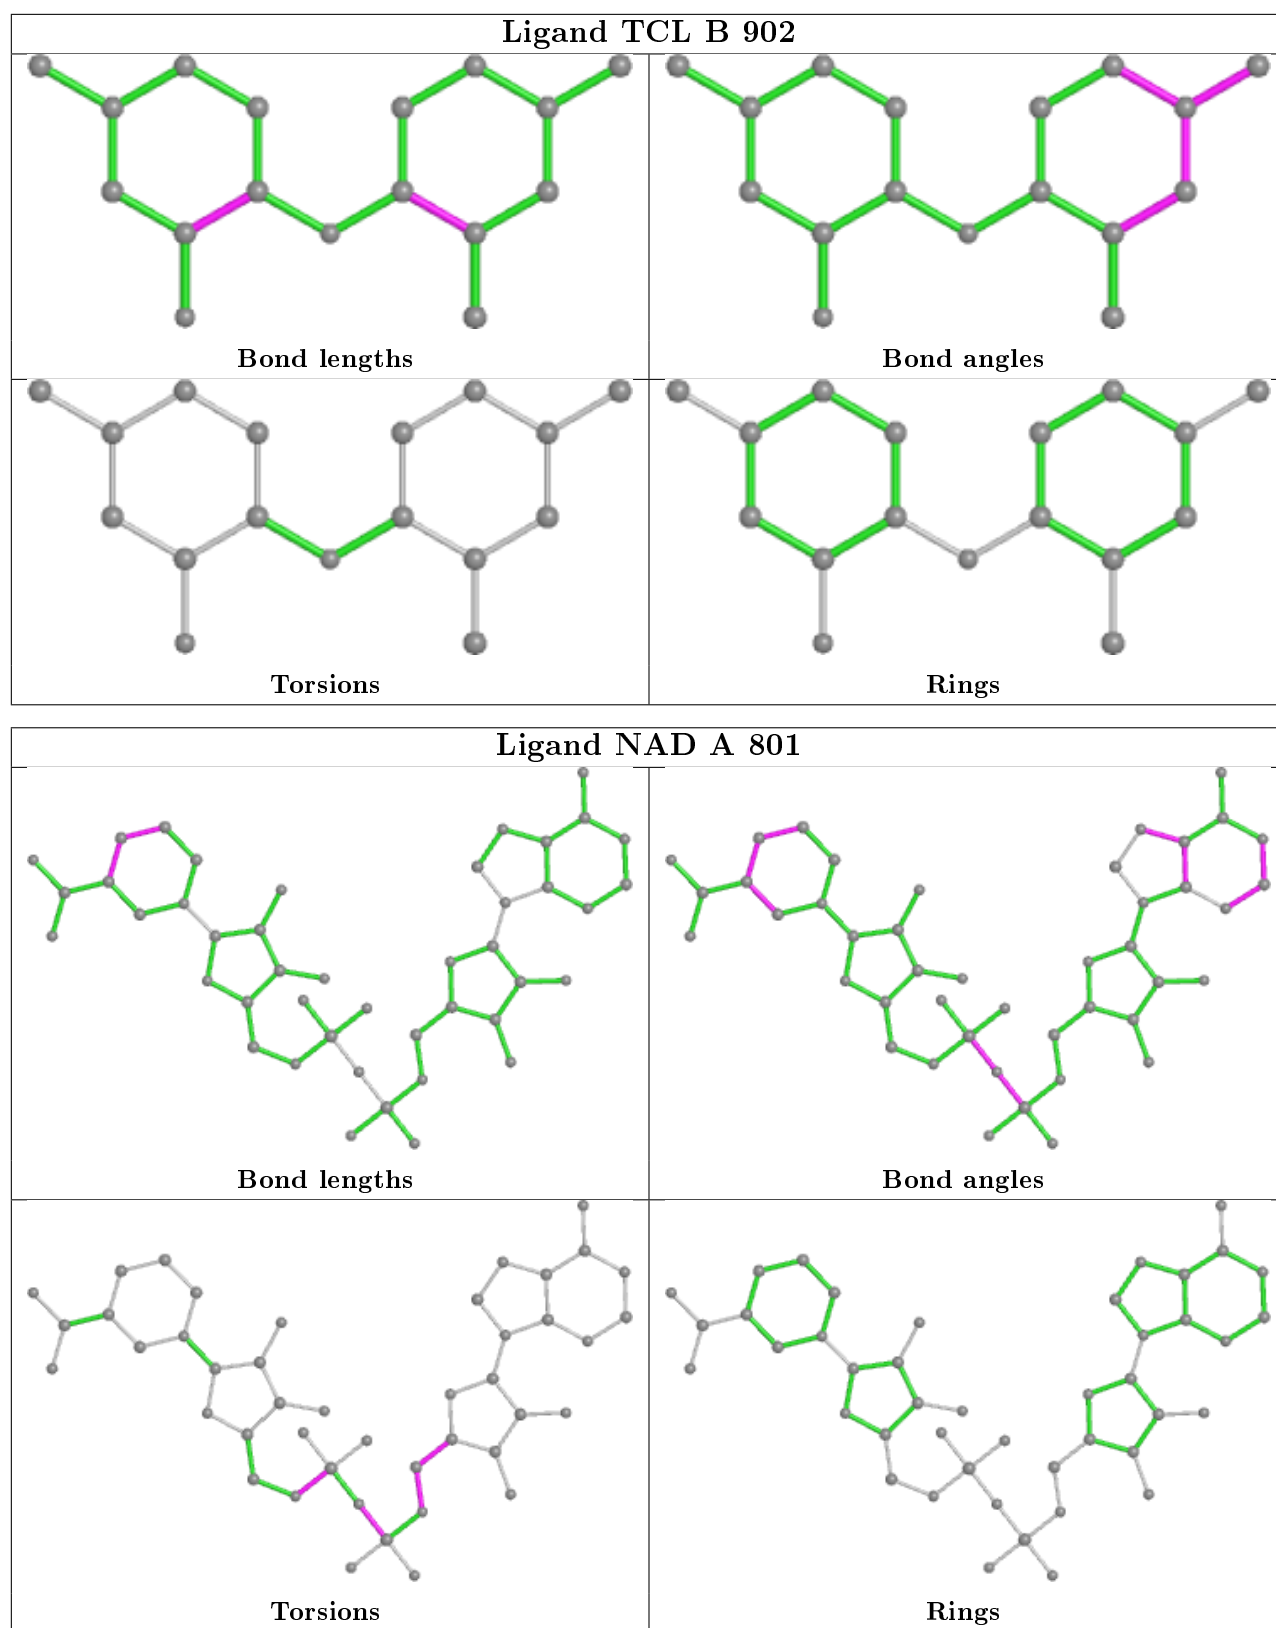 Ligand TCL B 902
Bond lengths
Bond angles
Torsions
Rings
Ligand NAD A 801
Bond lengths
Bond angles
Torsions
Rings